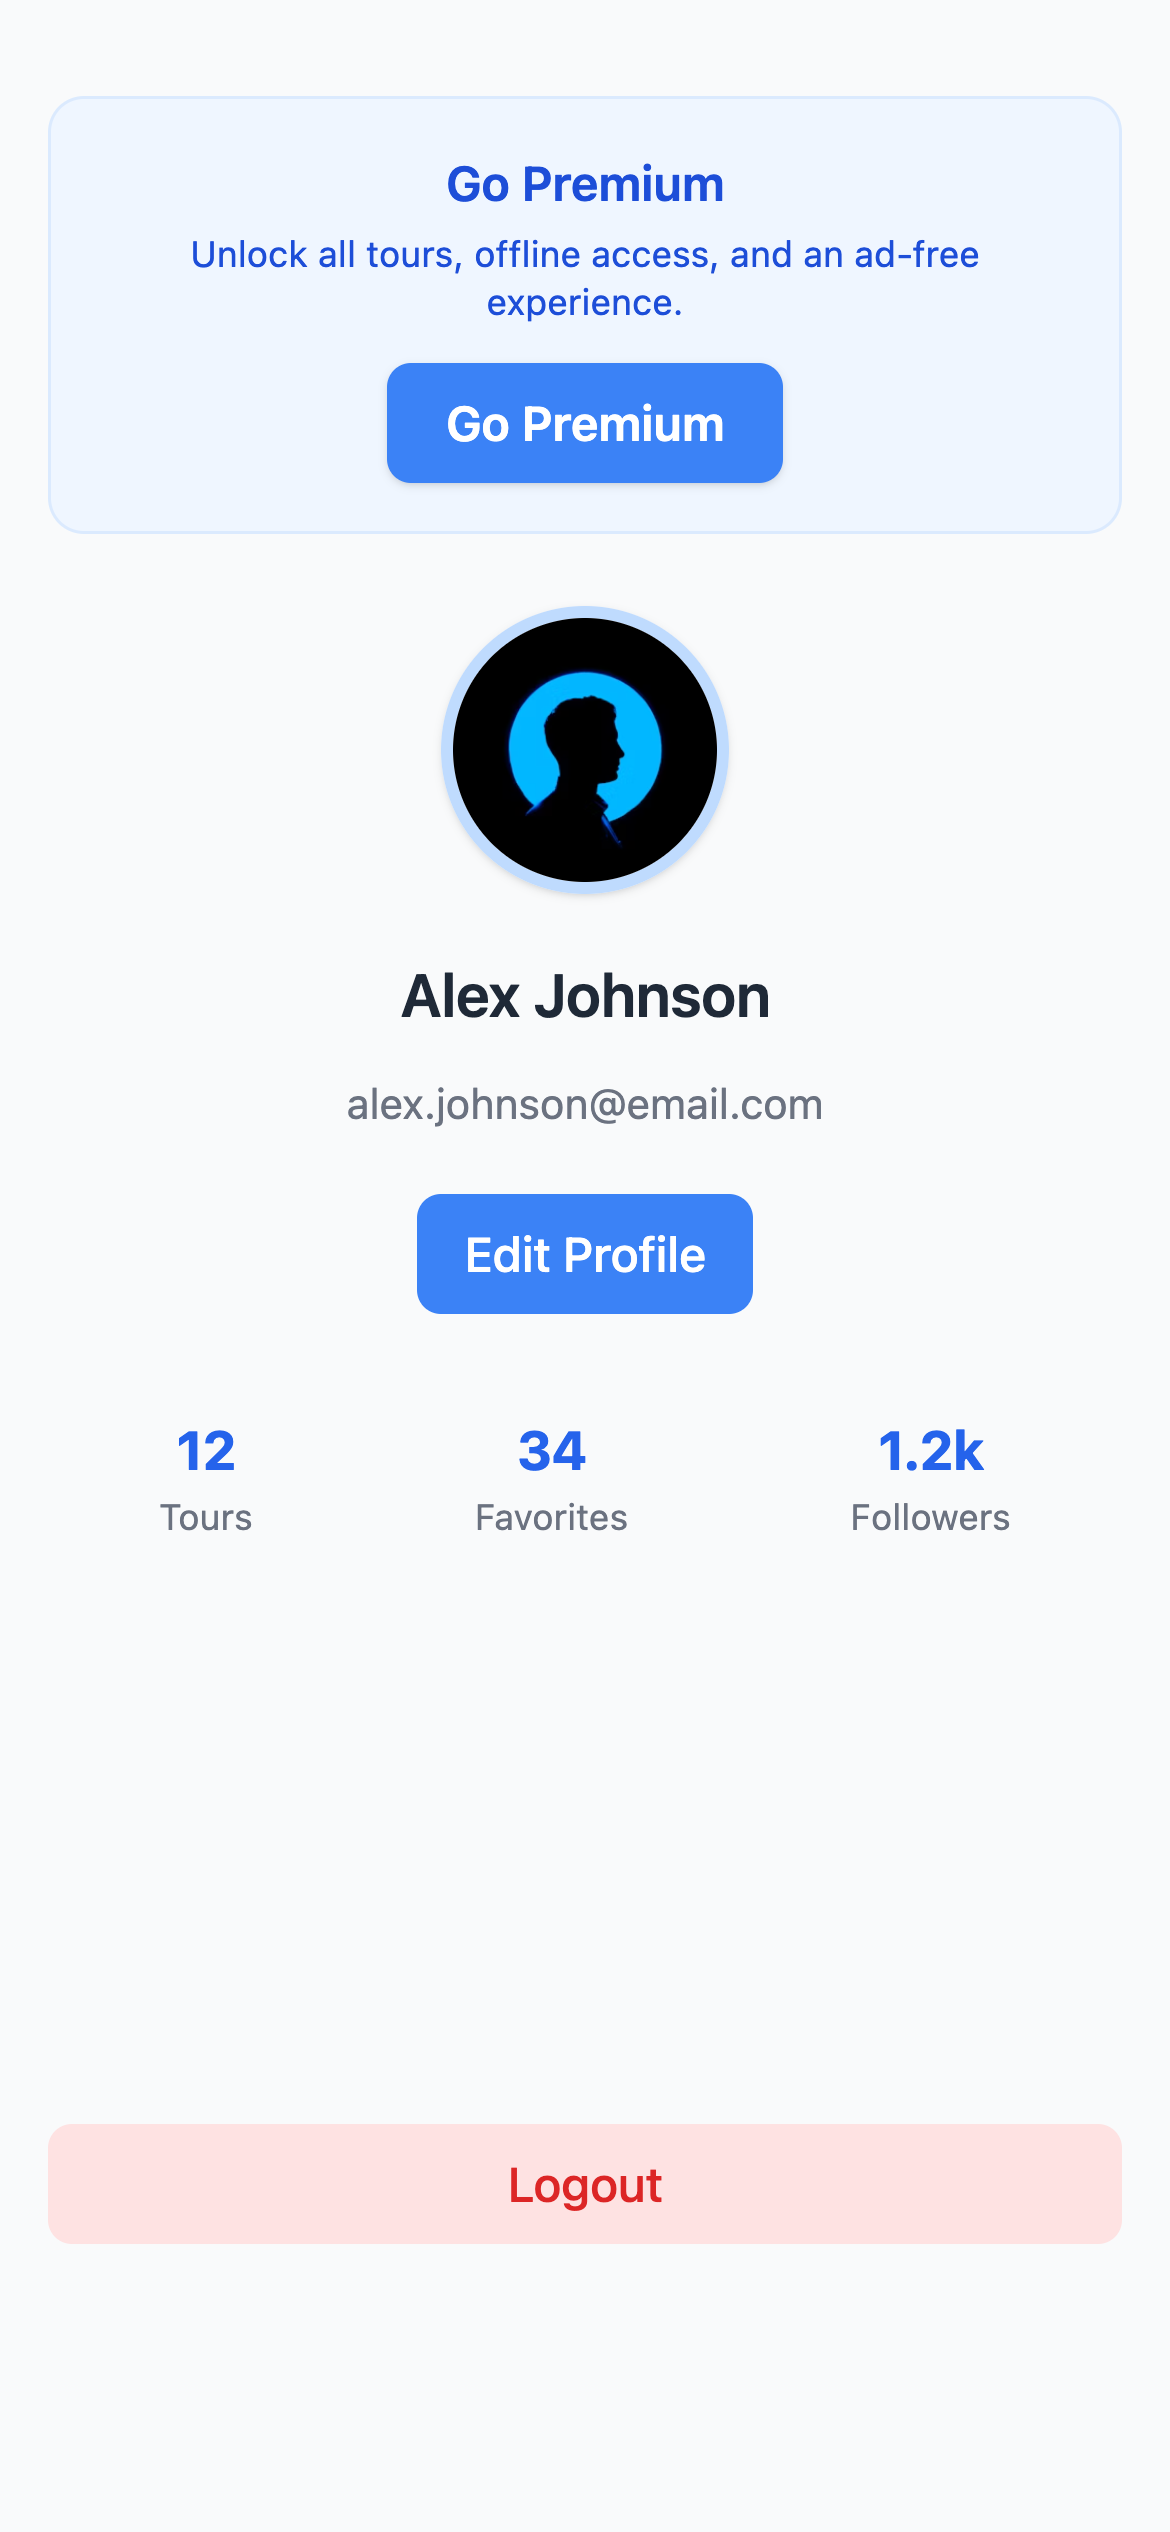 Go Premium
Unlock all tours, offline access, and an ad-free
experience.
Go Premium
Alex Johnson
alex.johnson@email.com
Edit Profile
12 34 1.2k
Tours Favorites Followers
Logout